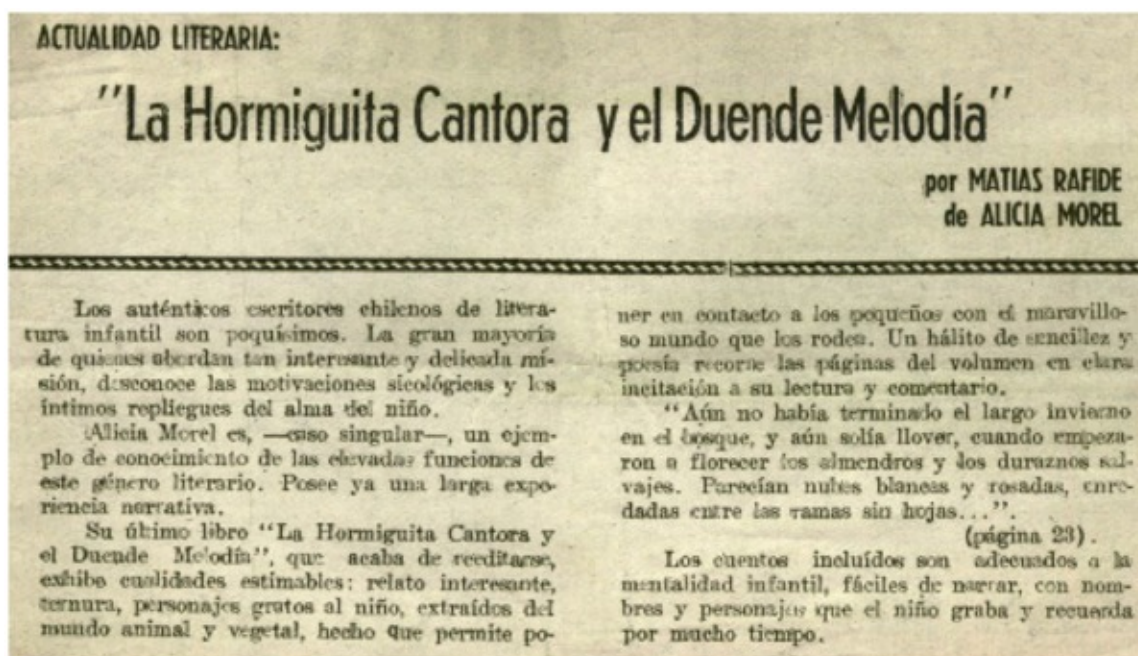 ACTUALIDAD LITERARIA:
"La Hormiguita Cantora y el Duende Melodía"
por MATIAS RAFIDE
de ALICIA MOREL
Los auténticos escritores chilenos de litera-
tura infantil son poquísimos. La gran mayoría
de quienes abordan tan interesante y delicada mi-
sión, desconoce las motivaciones sicológicas y los
íntimos repliegues del alma del niño.
Alicia Morel es, —caso singular—, un ejem-
plo de conocimiento de las elevadas funciones de
este género literario. Posee ya una larga expe-
riencia narrativa.
Su último libro "La Hormiguita Cantora y
el Duende Melodía", que acaba de reeditarse,
exhibe cualidades estimables: relato interesante,
ternura, personajes gratos al niño, extraídos del
mundo animal y vegetal, hecho que permite po-
ner en contacto a los pequeños con el maravillo-
so mundo que los rodea. Un hálito de sencillez y
poesía recorre las páginas del volumen en clara
incitación a su lectura y comentario.
"Aún no había terminado el largo invierno
en el bosque, y aún solía llover, cuando empeza-
ron a florecer los almendros y los duraznos sal-
vajes. Parecían nubes blancas y rosadas, enre-
dadas entre las ramas sin hojas...".
(página 23).
Los cuentos incluídos son adecuados a la
mentalidad infantil, fáciles de narrar, con nom-
bres y personajes que el niño graba y recuerda
por mucho tiempo.